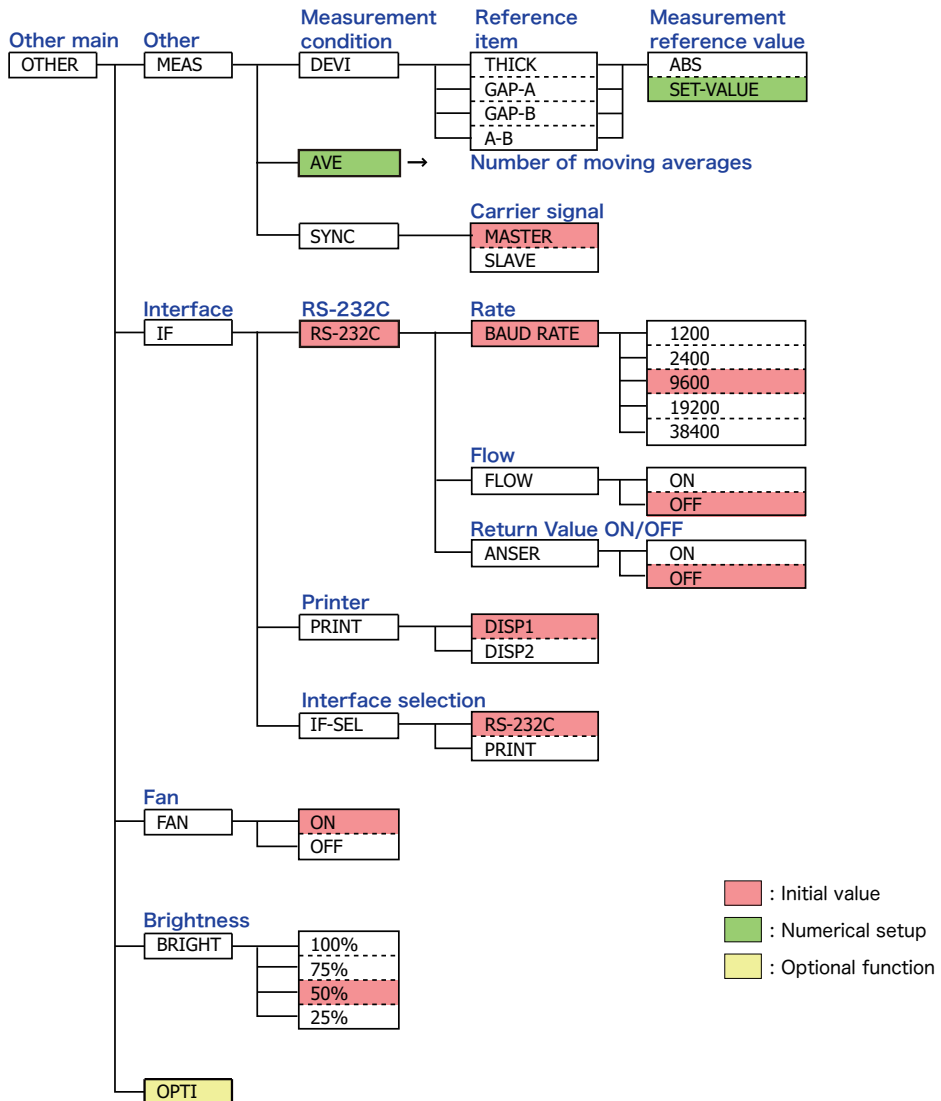 Measurement condition
Reference item
Measurement reference value
Other main
Other
OTHER
MEAS
DEVI
THICK
GAP-A
GAP-B
A-B
ABS
SET-VALUE
AVE
→
Number of moving averages
Carrier signal
SYNC
MASTER
SLAVE
Interface
IF
RS-232C
RS-232C
Rate
BAUD RATE
1200
2400
9600
19200
38400
Flow
FLOW
ON
OFF
Return Value ON/OFF
ANSER
ON
OFF
Printer
PRINT
DISP1
DISP2
Interface selection
IF-SEL
RS-232C
PRINT
Fan
FAN
ON
OFF
Brightness
BRIGHT
100%
75%
50%
25%
OPTI
: Initial value
: Numerical setup
: Optional function